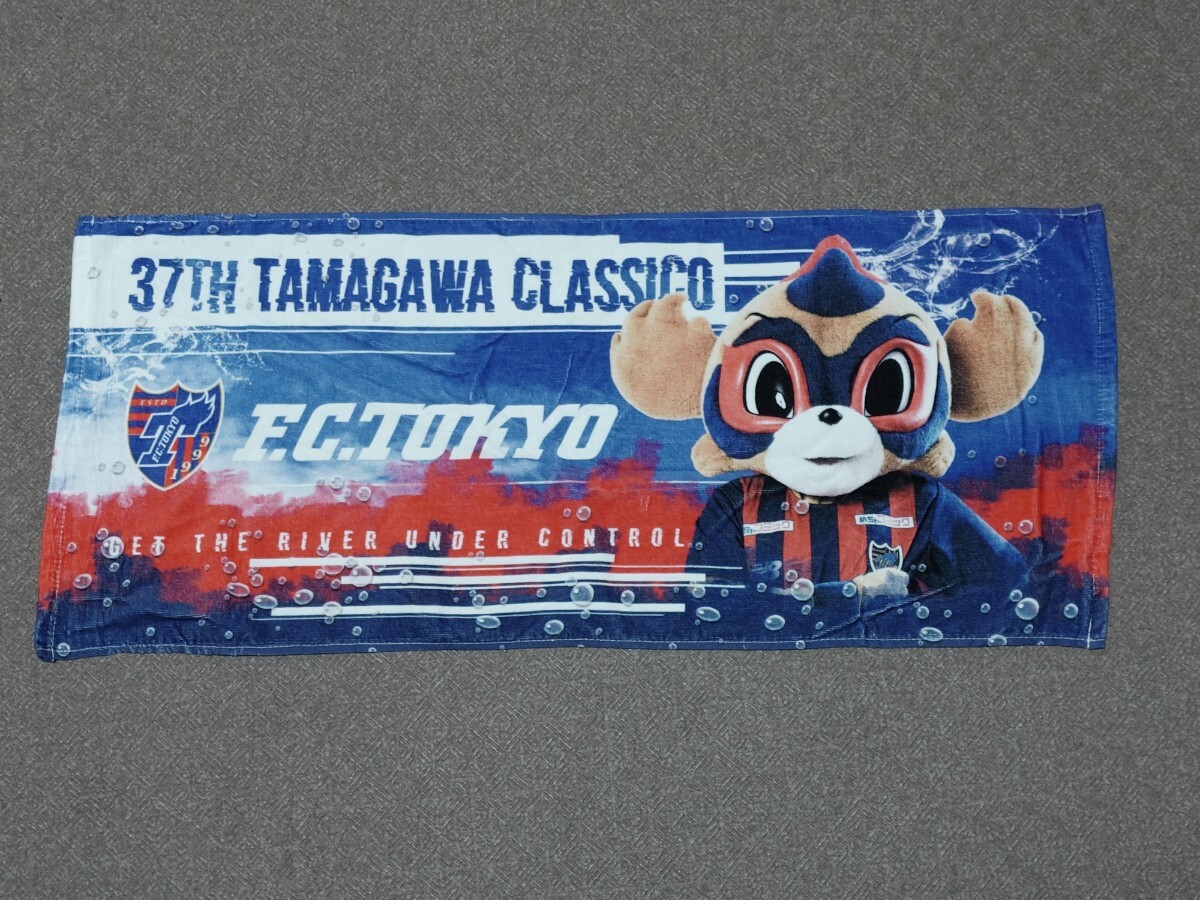 37TH TAMAGAWA CLASSICO
ESTD
F.C.TOKYO
1999
F.C.TOKYO
GET THE RIVER UNDER CONTROL